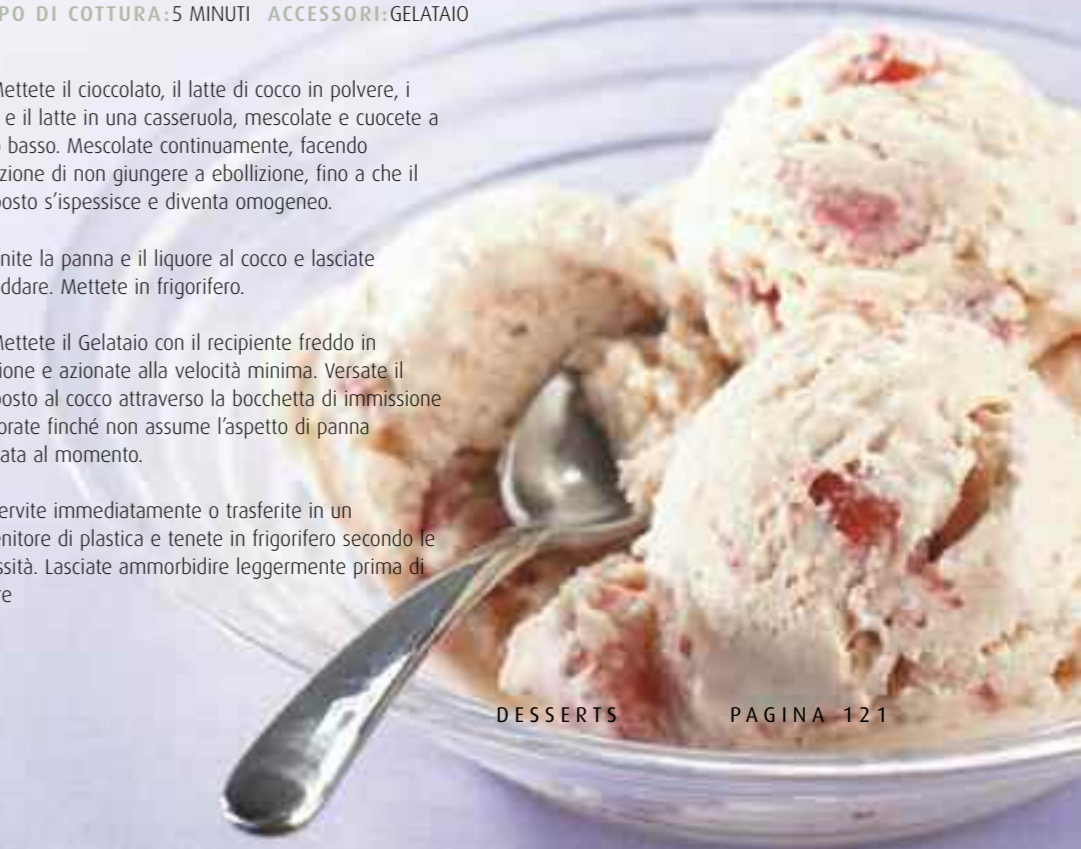 PO DI COTTURA: 5 MINUTI ACCESSORI: GELATAIO
ettete il cioccolato, il latte di cocco in polvere, i
e il latte in una casseruola, mescolate e cuocete a
basso. Mescolate continuamente, facendo
zione di non giungere a ebollizione, fino a che il
posto s'ispessisce e diventa omogeneo.
nite la panna e il liquore al cocco e lasciate
ddare. Mettete in frigorifero.
ettete il Gelataio con il recipiente freddo in
ione e azionate alla velocità minima. Versate il
posto al cocco attraverso la bocchetta di immissione
orate finché non assume l'aspetto di panna
ata al momento.
ervite immediatamente o trasferite in un
nitore di plastica e tenete in frigorifero secondo le
ssità. Lasciate ammorbidire leggermente prima di
re
DESSERTS PAGINA 121